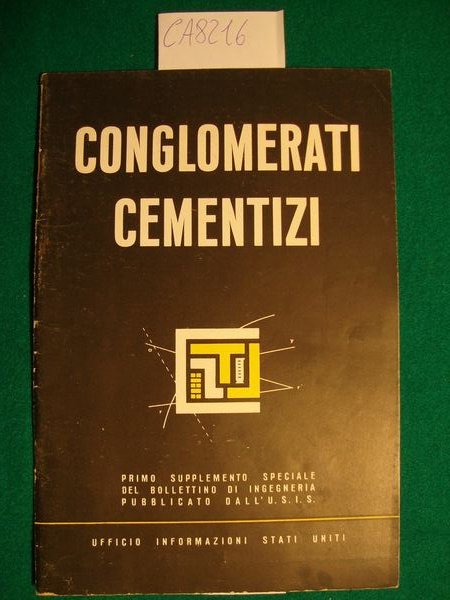 CA8216
CONGLOMERATI
CEMENTIZI
PRIMO SUPPLEMENTO SPECIALE
DEL BOLLETTINO DI INGEGNERIA
PUBBLICATO DALL'U.S.I.S.
UFFICIO INFORMAZIONI STATI UNITI